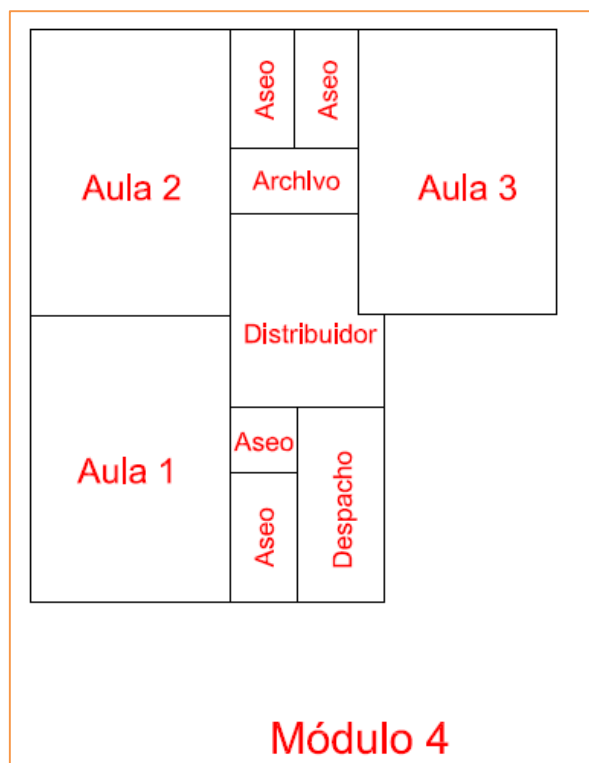 Aseo
Aseo
Aula 2
ArchIvo
Aula 3
Distribuidor
Aseo
Aula 1
Aseo
Despacho
Módulo 4